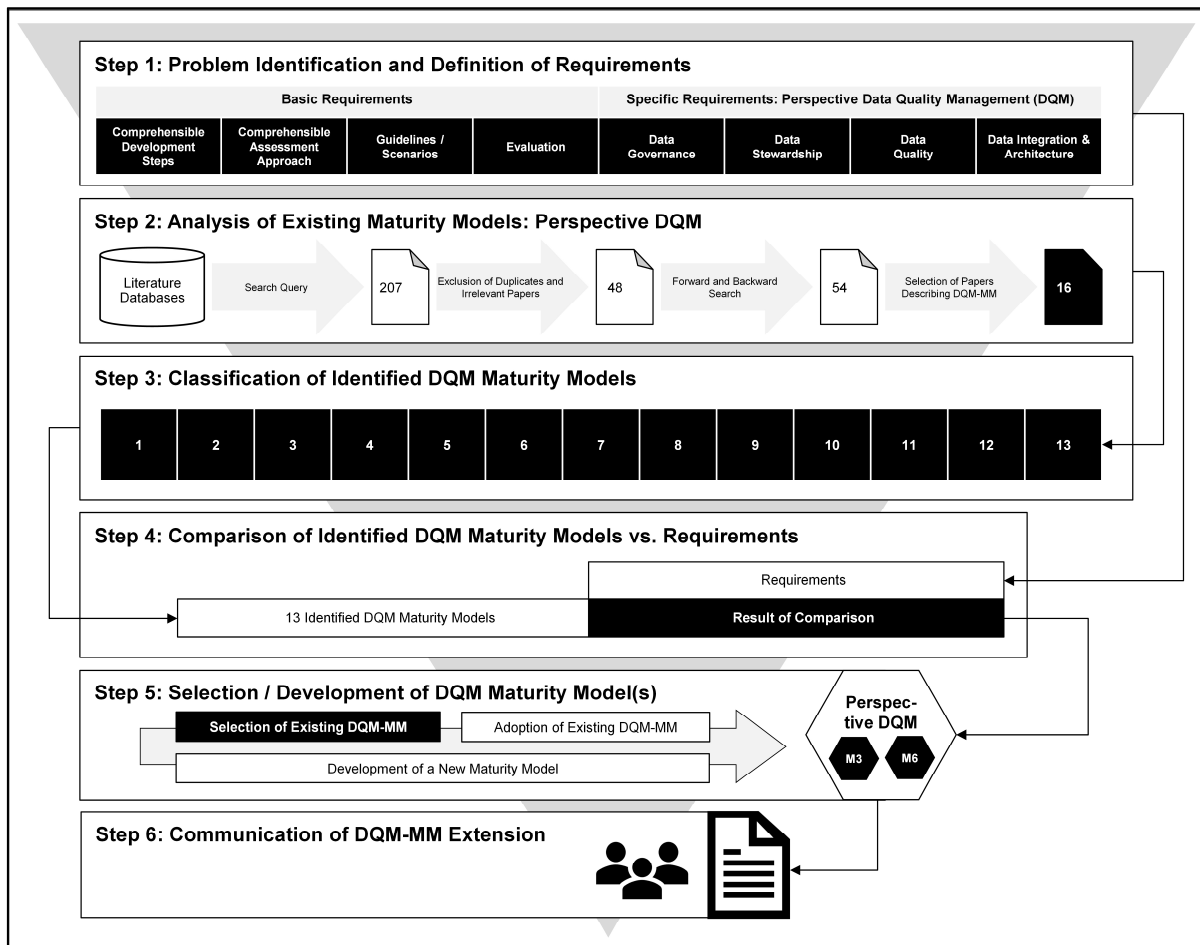 Step 1: Problem Identification and Definition of Requirements
Basic Requirements
Specific Requirements: Perspective Data Quality Management (DQM)
Comprehensible
Development
Steps
Comprehensible
Assessment
Approach
Guidelines /
Scenarios
Evaluation
Data
Governance
Data
Stewardship
Data
Quality
Data Integration &
Architecture
Step 2: Analysis of Existing Maturity Models: Perspective DQM
Literature
Databases
Search Query
207
Exclusion of Duplicates and
Irrelevant Papers
48
Forward and Backward
Search
54
Selection of Papers
Describing DQM-MM
16
Step 3: Classification of Identified DQM Maturity Models
1
2
3
4
5
6
7
8
9
10
11
12
13
Step 4: Comparison of Identified DQM Maturity Models vs. Requirements
Requirements
13 Identified DQM Maturity Models
Result of Comparison
Step 5: Selection / Development of DQM Maturity Model(s)
Selection of Existing DQM-MM
Adoption of Existing DQM-MM
Development of a New Maturity Model
Perspec-
tive DQM
M3
M6
Step 6: Communication of DQM-MM Extension